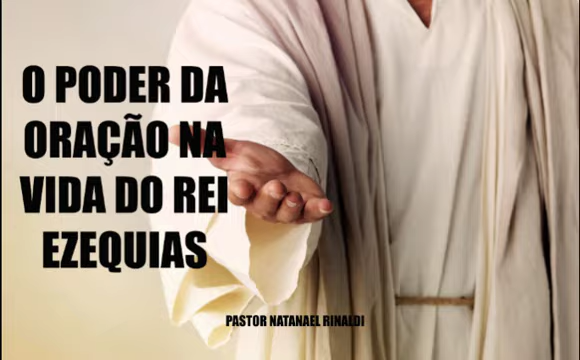 O PODER DA
ORAÇÃO NA
VIDA DO REI
EZEQUIAS
PASTOR NATANAEL RINALDI